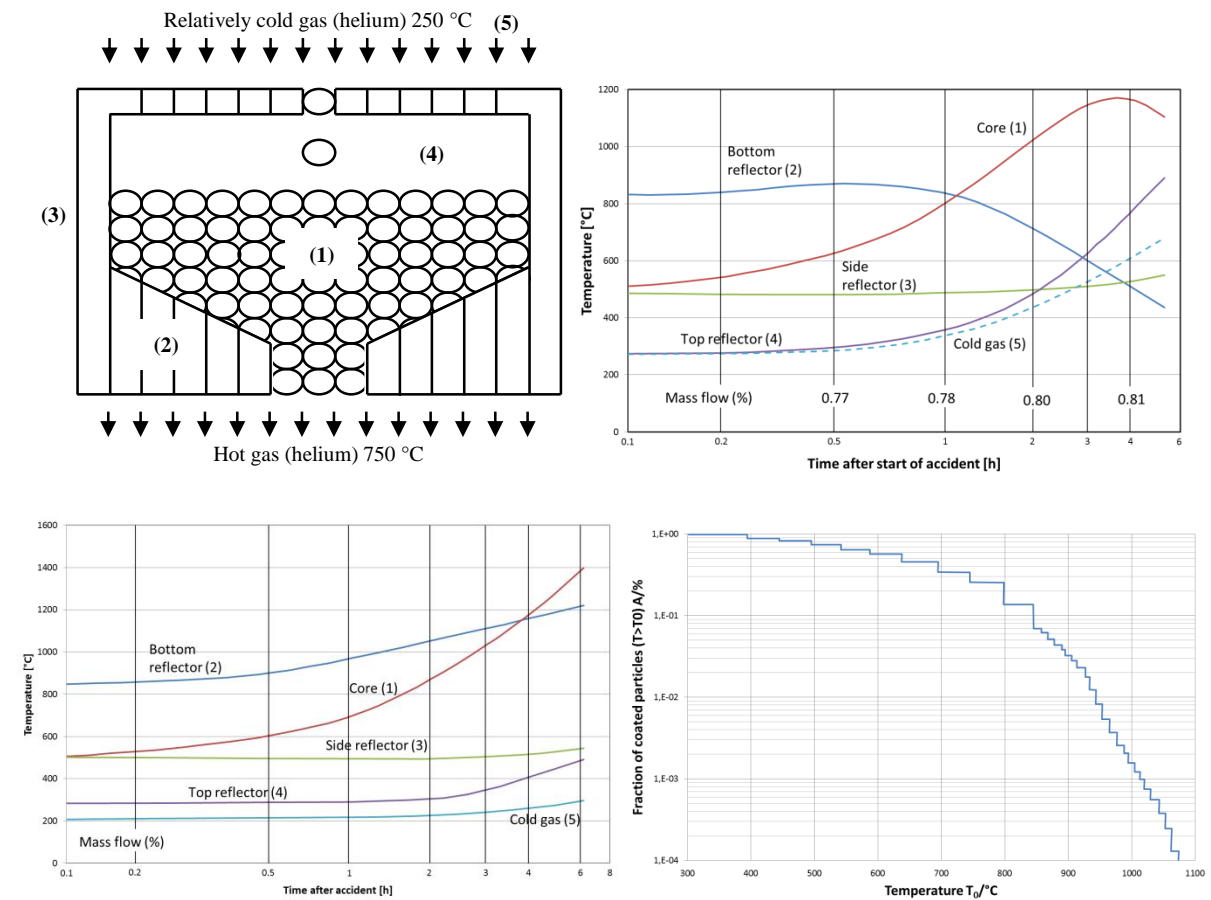 Relatively cold gas (helium) 250 °C (5)
(4)
(3)
(1)
(2)
Hot gas (helium) 750 °C
1200
1000
800
600
400
200
0
Temperature [°C]
Core (1)
Bottom
reflector (2)
Side
reflector (3)
Top reflector (4)
Cold gas (5)
Mass flow (%)
0.77
0.78
0.80
0.81
0.1
0.2
0.5
1
2
3
4
6
Time after start of accident [h]
1600
1400
1200
1000
800
600
400
200
0
Temperature [°C]
Bottom
reflector (2)
Core (1)
Side reflector (3)
Top reflector (4)
Cold gas (5)
Mass flow (%)
0.1
0.2
0.5
1
2
3
4
6
8
Time after accident [h]
1,E+00
1,E-01
1,E-02
1,E-03
1,E-04
Fraction of coated particles (T>T0) A/%
300
400
500
600
700
800
900
1000
1100
Temperature T₀/°C